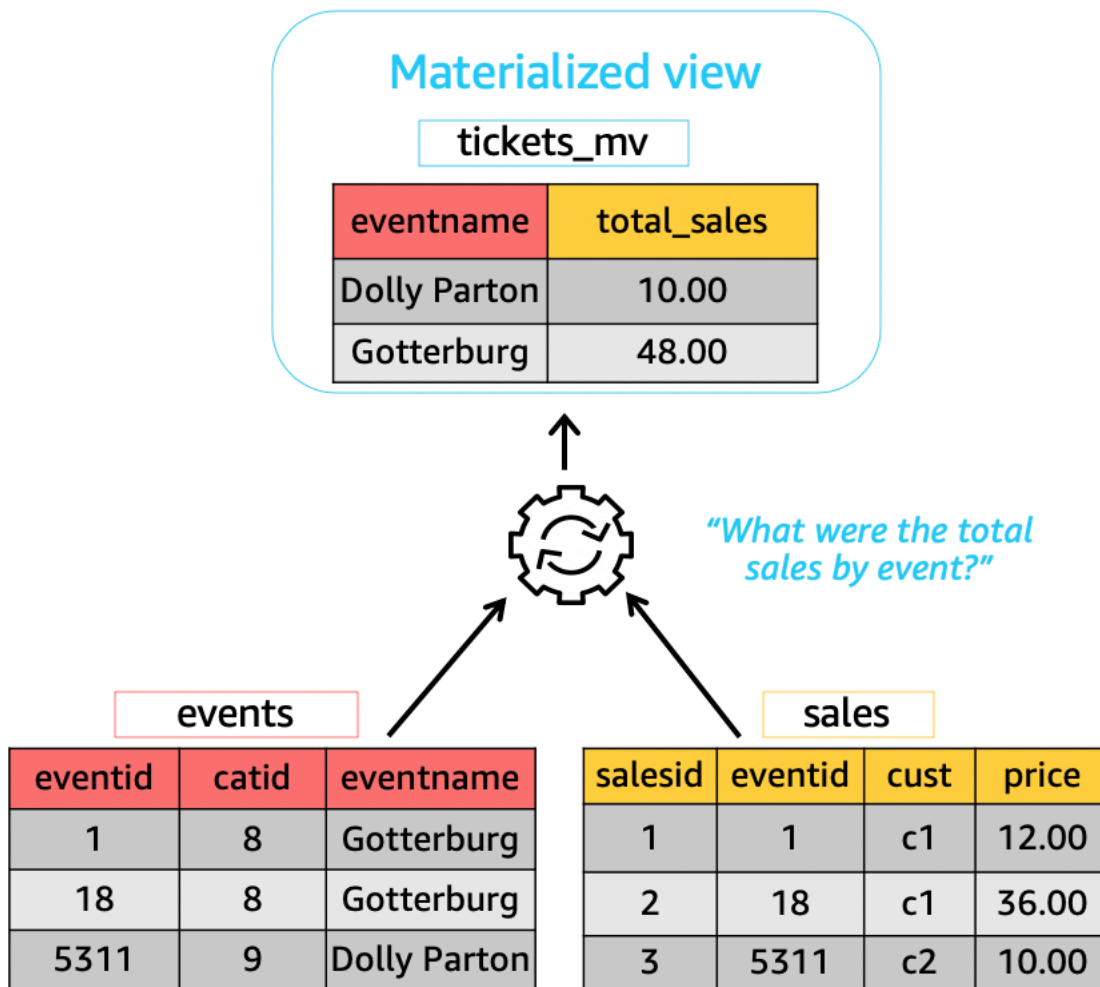 Materialized view
tickets_mv
eventname total_sales
Dolly Parton 10.00
Gotterburg 48.00
“What were the total
sales by event?”
events
eventid catid eventname
1 8 Gotterburg
18 8 Gotterburg
5311 9 Dolly Parton
sales
salesid eventid cust price
1 1 c1 12.00
2 18 c1 36.00
3 5311 c2 10.00